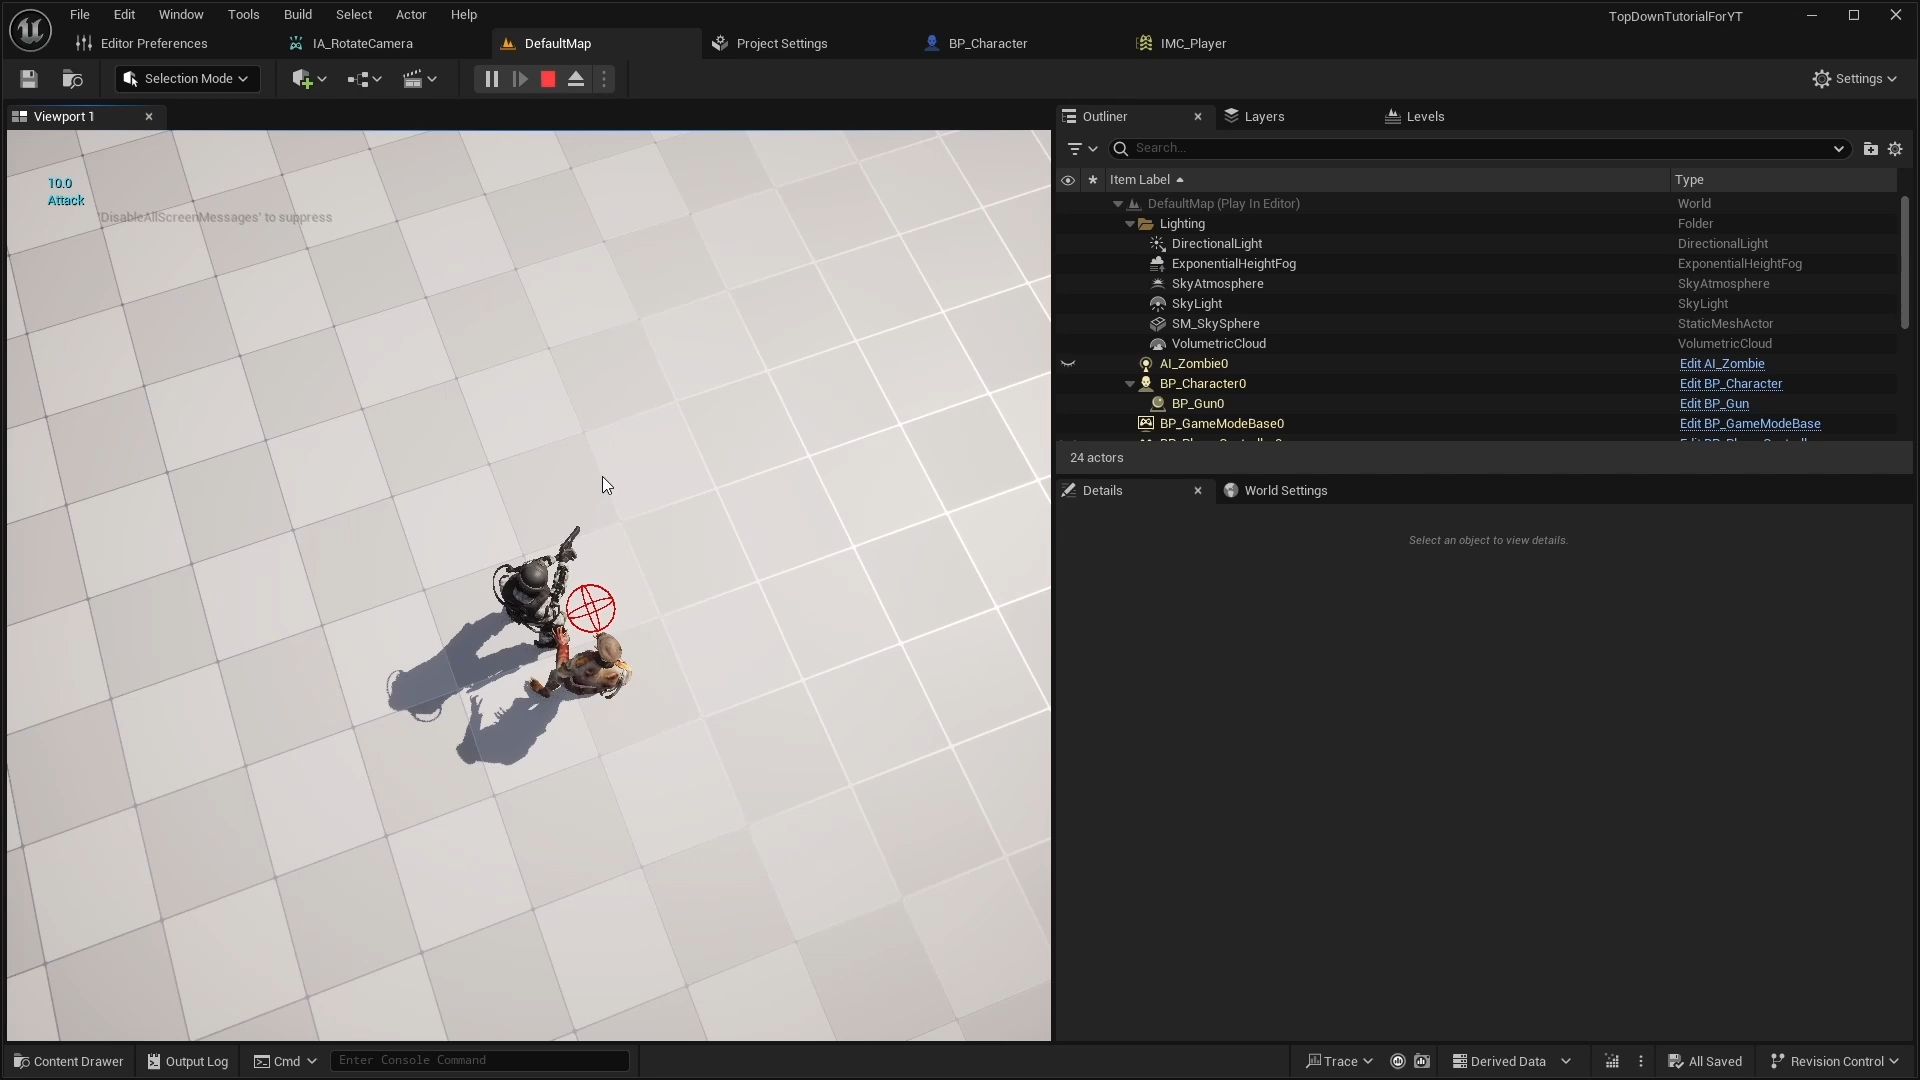 File Edit Window Tools Build Select Actor Help
TopDownTutorialForYT
Editor Preferences IA_RotateCamera DefaultMap Project Settings BP_Character IMC_Player
Selection Mode
Settings
Viewport 1
10.0
Attack
'DisableAllScreenMessages' to suppress
Outliner Layers Levels
Search...
Item Label Type
DefaultMap (Play In Editor) World
Lighting Folder
DirectionalLight DirectionalLight
ExponentialHeightFog ExponentialHeightFog
SkyAtmosphere SkyAtmosphere
SkyLight SkyLight
SM_SkySphere StaticMeshActor
VolumetricCloud VolumetricCloud
AI_Zombie0 Edit AI_Zombie
BP_Character0 Edit BP_Character
BP_Gun0 Edit BP_Gun
BP_GameModeBase0 Edit BP_GameModeBase
24 actors
Details World Settings
Select an object to view details.
Content Drawer Output Log Cmd Enter Console Command
Trace Derived Data All Saved Revision Control